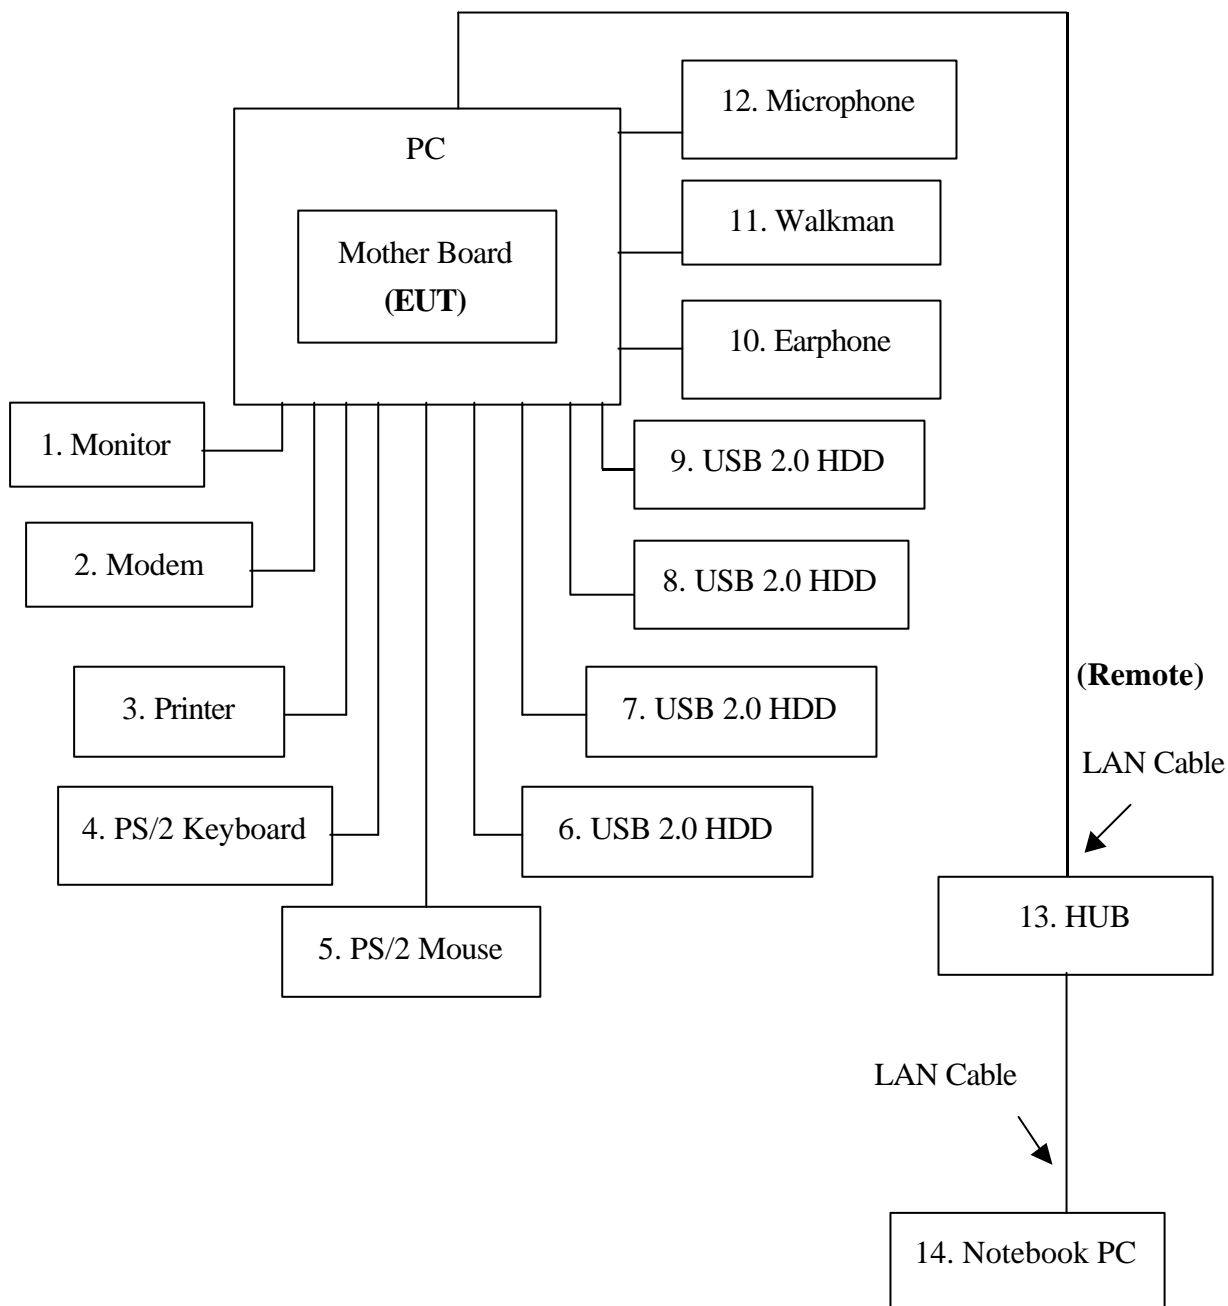 12. Microphone
PC
11. Walkman
Mother Board
(EUT)
10. Earphone
1. Monitor
9. USB 2.0 HDD
2. Modem
8. USB 2.0 HDD
(Remote)
3. Printer
7. USB 2.0 HDD
LAN Cable
4. PS/2 Keyboard
6. USB 2.0 HDD
13. HUB
5. PS/2 Mouse
LAN Cable
14. Notebook PC